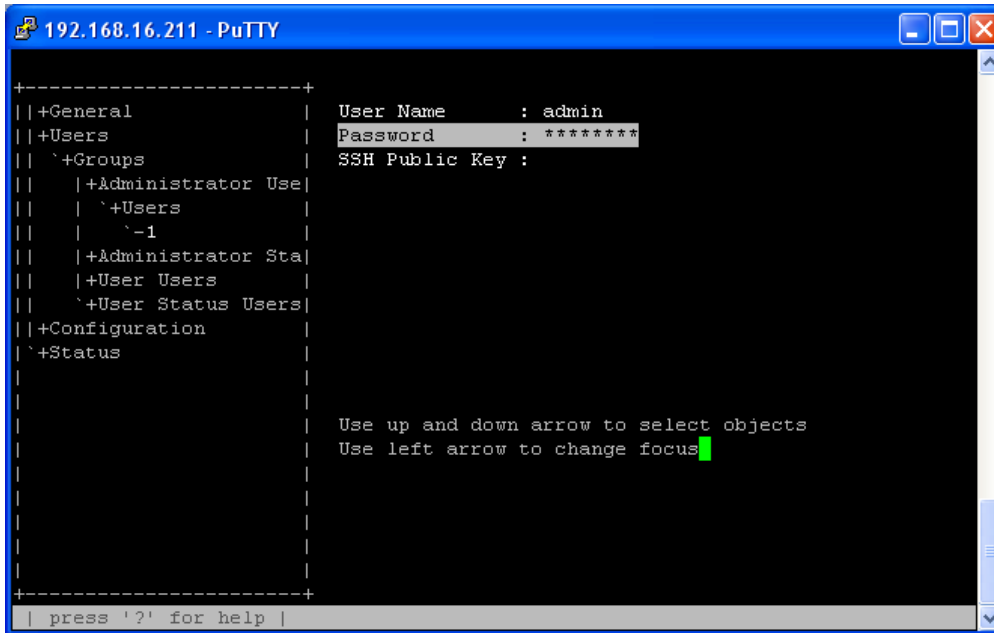 192.168.16.211 - PuTTY
+-----------------------+
||+General              |  User Name      : admin
||+Users                |  Password       : ********
|| `+Groups             |  SSH Public Key :
||   |+Administrator Use|
||   | `+Users          |
||   |   `-1            |
||   |+Administrator Sta|
||   |+User Users       |
||   `+User Status Users|
||+Configuration        |
|`+Status               |
|                       |
|                       |
|                       |  Use up and down arrow to select objects
|                       |  Use left arrow to change focus
|                       |
|                       |
|                       |
|                       |
|                       |
+-----------------------+
| press '?' for help |